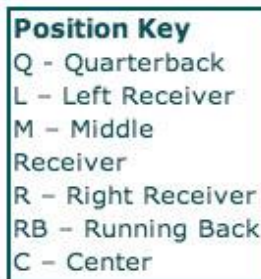 Position Key
Q - Quarterback
L – Left Receiver
M – Middle
Receiver
R – Right Receiver
RB – Running Back
C – Center